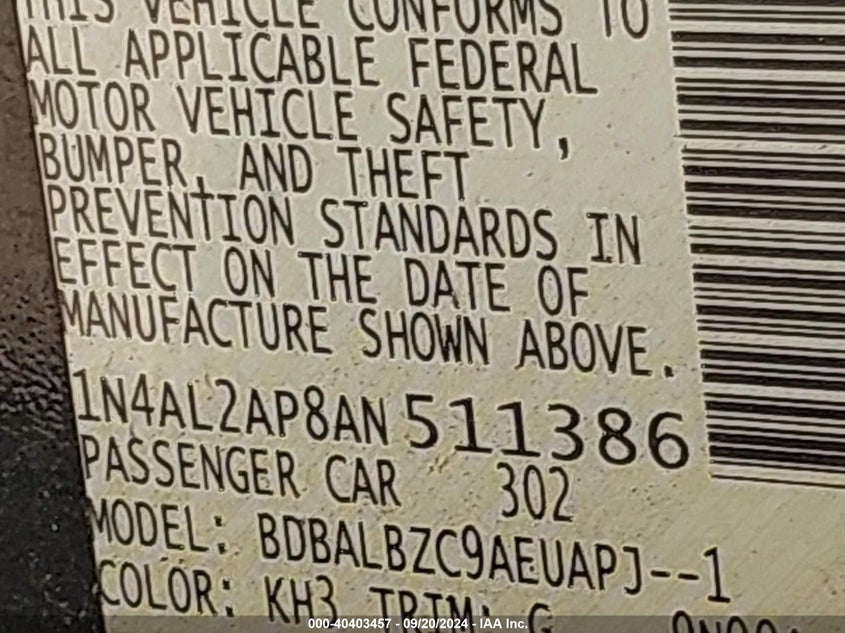 THIS VEHICLE CONFORMS TO
ALL APPLICABLE FEDERAL
MOTOR VEHICLE SAFETY,
BUMPER, AND THEFT
PREVENTION STANDARDS IN
EFFECT ON THE DATE OF
MANUFACTURE SHOWN ABOVE.
1N4AL2AP8AN511386
PASSENGER CAR 302
MODEL: BDBALBZC9AEUAPJ--1
COLOR: KH3 TRIM: G
000-40403457 - 09/20/2024 - IAA Inc.